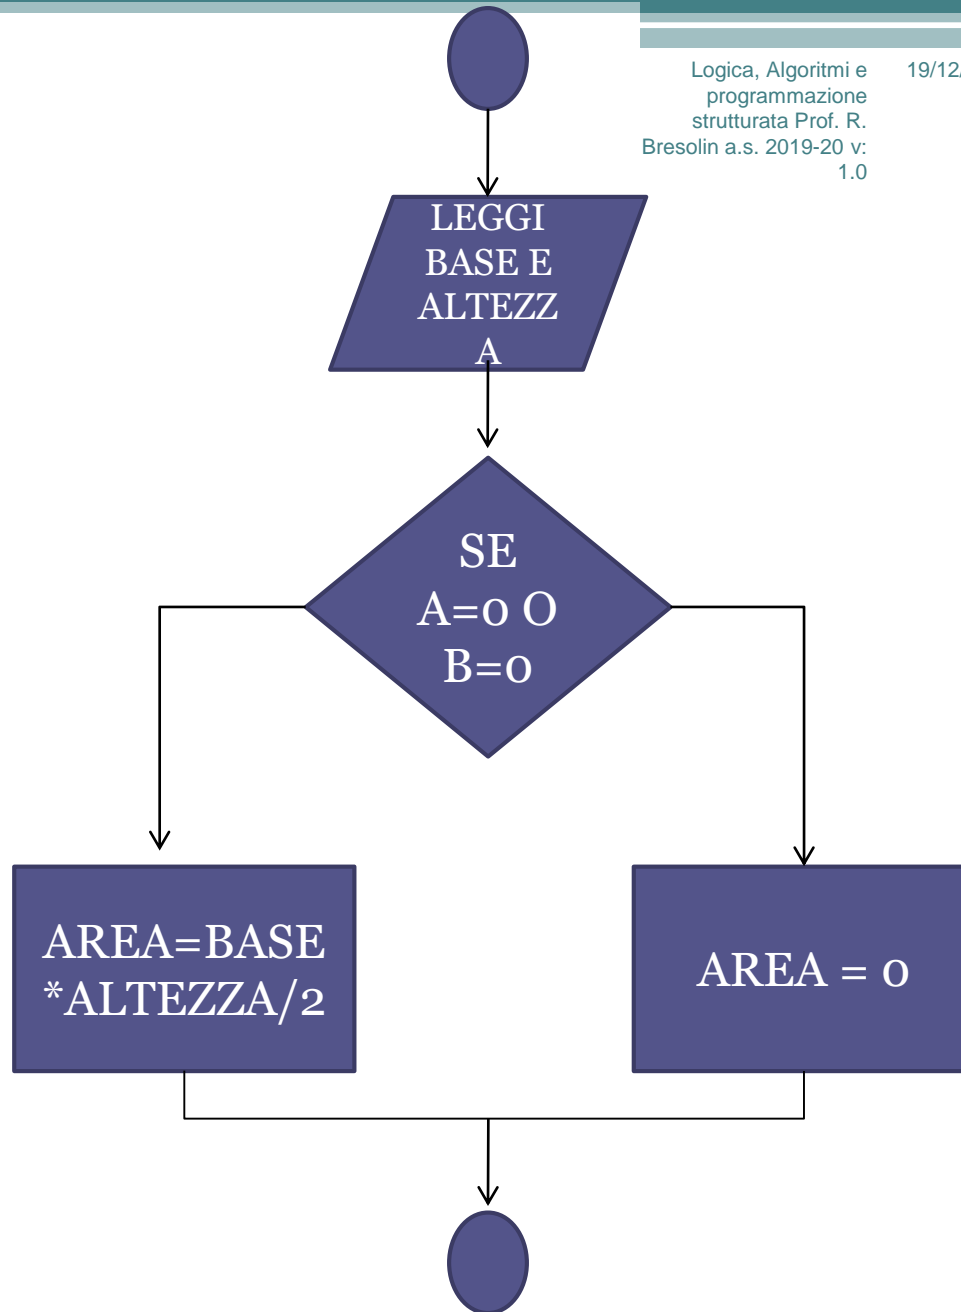 Logica, Algoritmi e
programmazione
strutturata Prof. R.
Bresolin a.s. 2019-20 v:
1.0
19/12/
LEGGI
BASE E
ALTEZZ
A
SE
A=0 O
B=0
AREA=BASE
*ALTEZZA/2
AREA = 0